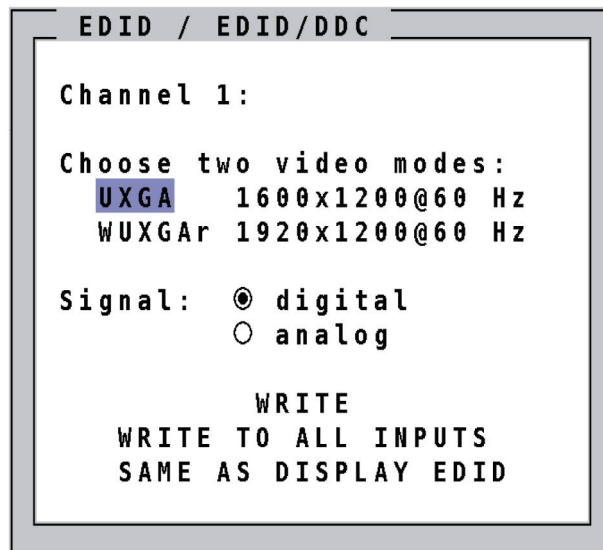 EDID / EDID/DDC
Channel 1:
Choose two video modes:
UXGA 1600x1200@60 Hz
WUXGAr 1920x1200@60 Hz
Signal: digital
analog
WRITE
WRITE TO ALL INPUTS
SAME AS DISPLAY EDID